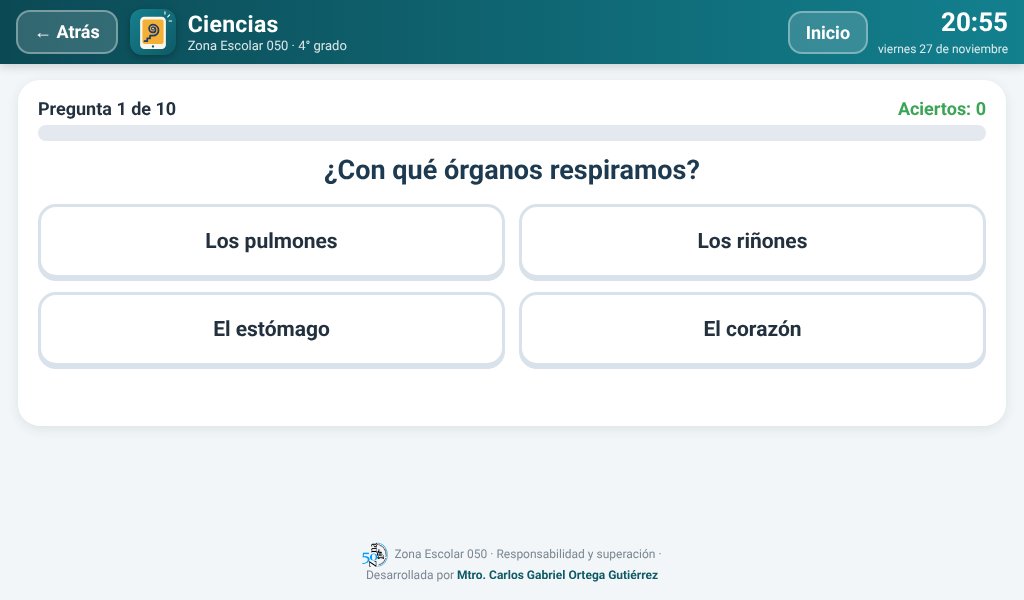 ← Atrás
Ciencias
Zona Escolar 050 · 4° grado
Inicio
20:55
viernes 27 de noviembre
Pregunta 1 de 10
Aciertos: 0
¿Con qué órganos respiramos?
Los pulmones
Los riñones
El estómago
El corazón
50 Zona
Zona Escolar 050 · Responsabilidad y superación ·
Desarrollada por Mtro. Carlos Gabriel Ortega Gutiérrez